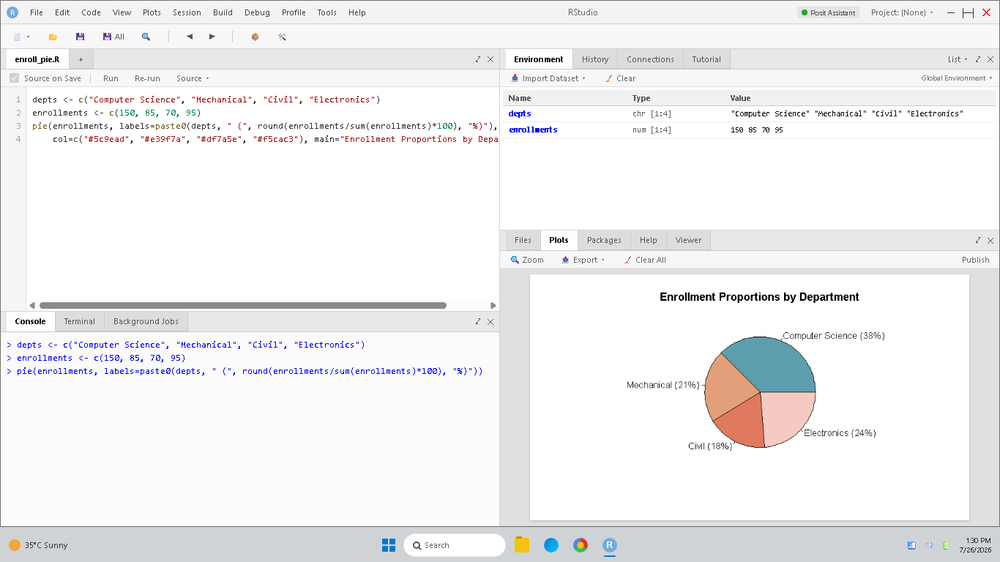 R File Edit Code View Plots Session Build Debug Profile Tools Help RStudio Posit Assistant Project: (None)
All
enroll_pie.R +
Source on Save Run Re-run Source
1 depts <- c("Computer Science", "Mechanical", "Civil", "Electronics")
2 enrollments <- c(150, 85, 70, 95)
3 pie(enrollments, labels=paste0(depts, " (", round(enrollments/sum(enrollments)*100), "%)"),
4 col=c("#5c9ead", "#e39f7a", "#df7a5e", "#f5cac3"), main="Enrollment Proportions by Depa
Console Terminal Background Jobs
> depts <- c("Computer Science", "Mechanical", "Civil", "Electronics")
> enrollments <- c(150, 85, 70, 95)
> pie(enrollments, labels=paste0(depts, " (", round(enrollments/sum(enrollments)*100), "%)"))
Environment History Connections Tutorial List
Import Dataset Clear Global Environment
Name Type Value
depts chr [1:4] "Computer Science" "Mechanical" "Civil" "Electronics"
enrollments num [1:4] 150 85 70 95
Files Plots Packages Help Viewer
Zoom Export Clear All Publish
Enrollment Proportions by Department
Computer Science (38%)
Mechanical (21%)
Electronics (24%)
Civil (18%)
35°C Sunny Search R 1:30 PM
7/26/2026